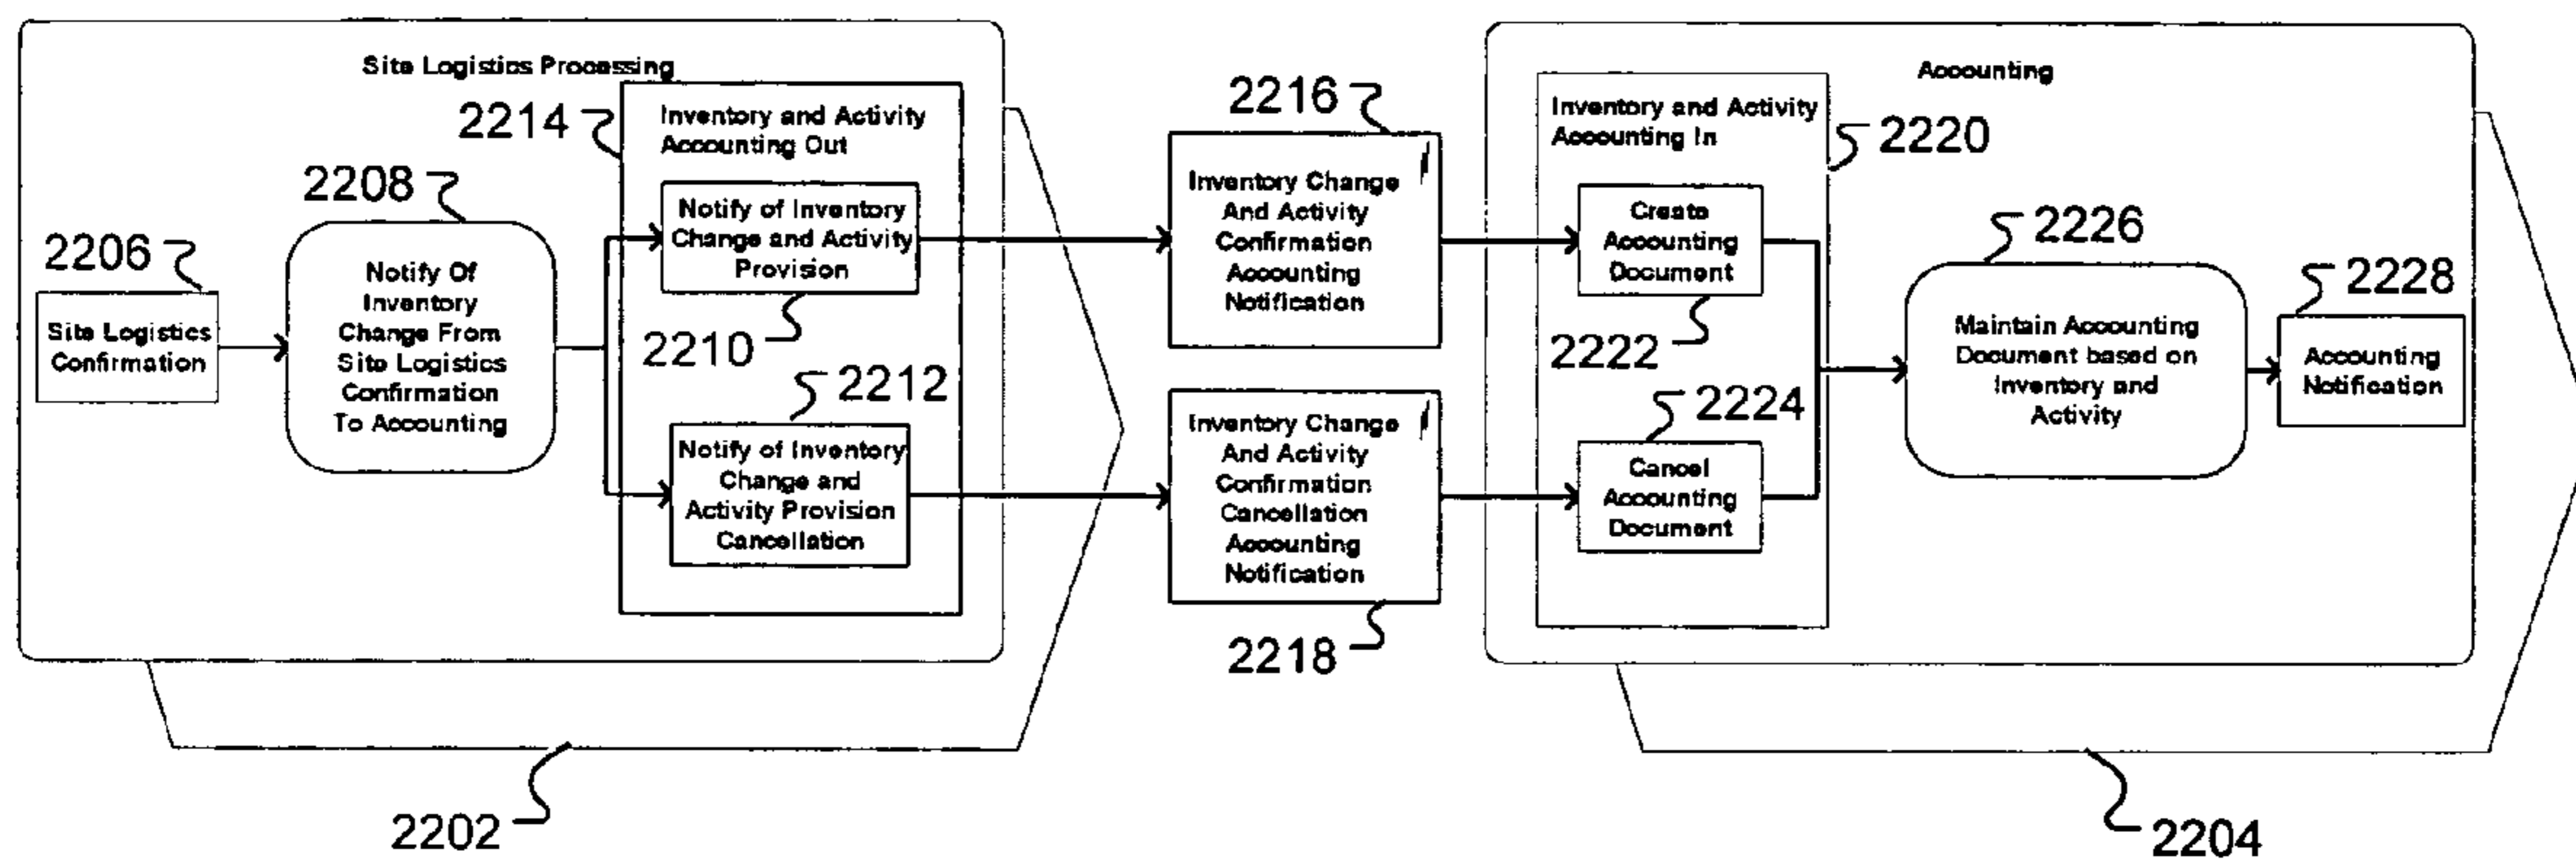 Site Logistics Processing
2214
Inventory and Activity
Accounting Out
2208
2206
Site Logistics
Confirmation
Notify Of
Inventory
Change From
Site Logistics
Confirmation
To Accounting
Notify of Inventory
Change and Activity
Provision
2210
2212
Notify of Inventory
Change and
Activity Provision
Cancellation
2202
2216
Inventory Change
And Activity
Confirmation
Accounting
Notification
Inventory Change
And Activity
Confirmation
Cancellation
Accounting
Notification
2218
Accounting
Inventory and Activity
Accounting In
2220
Create
Accounting
Document
2222
2224
Cancel
Accounting
Document
2226
Maintain Accounting
Document based on
Inventory and
Activity
2228
Accounting
Notification
2204